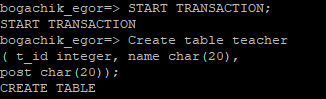 bogachik_egor=> START TRANSACTION;
START TRANSACTION
bogachik_egor=> Create table teacher
( t_id integer, name char(20),
post char(20));
CREATE TABLE